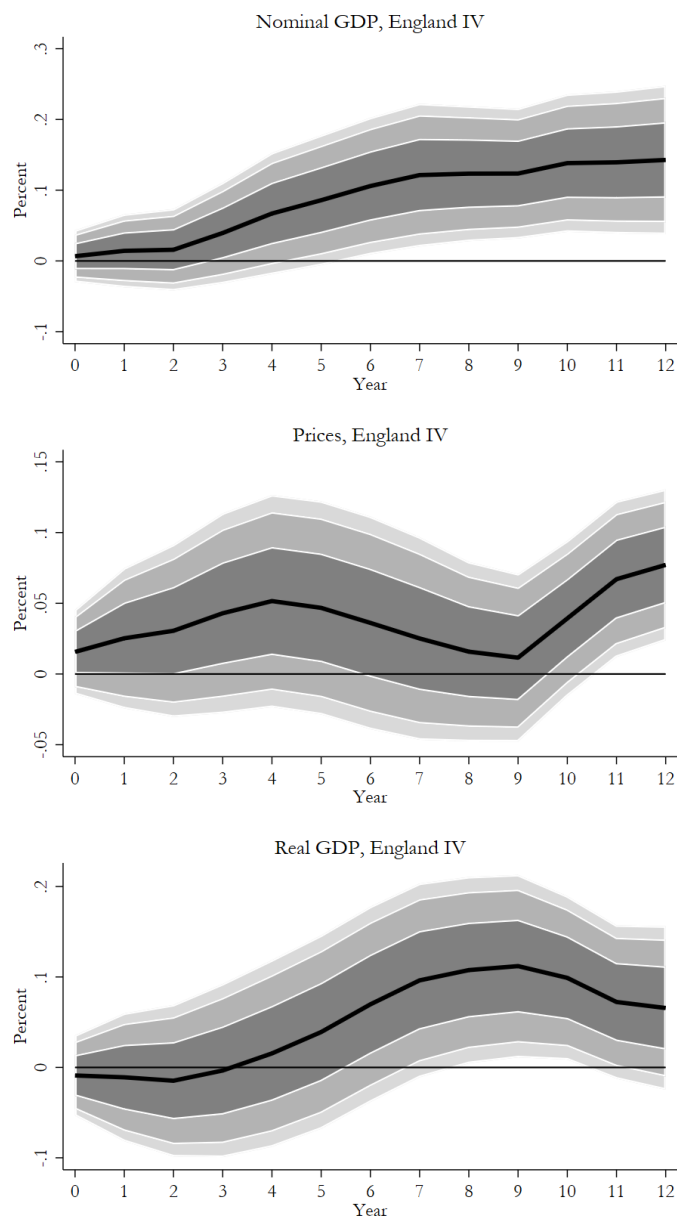 Nominal GDP, England IV
.3
.2
.1
0
-.1
Percent
0 1 2 3 4 5 6 7 8 9 10 11 12
Year
Prices, England IV
.15
.1
.05
0
-.05
Percent
0 1 2 3 4 5 6 7 8 9 10 11 12
Year
Real GDP, England IV
.2
.1
0
-.1
Percent
0 1 2 3 4 5 6 7 8 9 10 11 12
Year